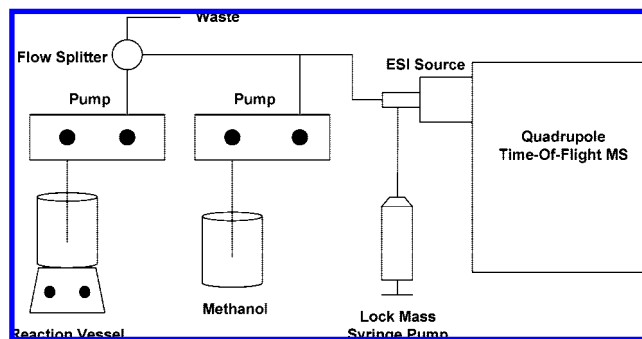 Waste
Flow Splitter
ESI Source
Pump
Pump
Quadrupole
Time-Of-Flight MS
Methanol
Reaction Vessel
Lock Mass
Syringe Pump